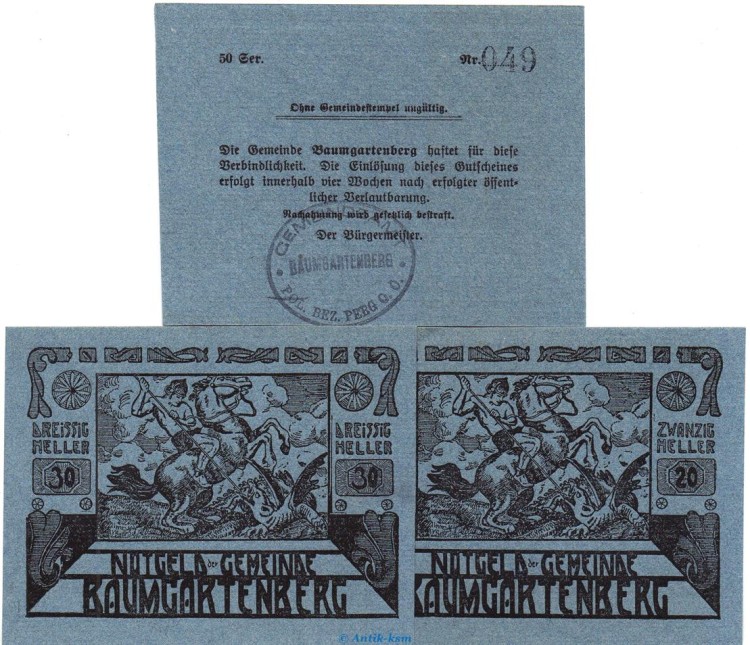 50 Ser.
Nr. 049
Ohne Gemeindestempel ungültig.
Die Gemeinde Baumgartenberg haftet für diese
Verbindlichkeit. Die Einlösung dieses Gutscheines
erfolgt innerhalb vier Wochen nach erfolgter öffent-
licher Verlautbarung.
Nachahmung wird gesetzlich bestraft.
Der Bürgermeister.
GEMEINDEAMT
BAUMGARTENBERG
POL. BEZ. PERG O. Ö.
DREISSIG
HELLER
30
DREISSIG
HELLER
30
NOTGELD der GEMEINDE
BAUMGARTENBERG
ZWANZIG
HELLER
20
NOTGELD der GEMEINDE
BAUMGARTENBERG
© Antik-ksm